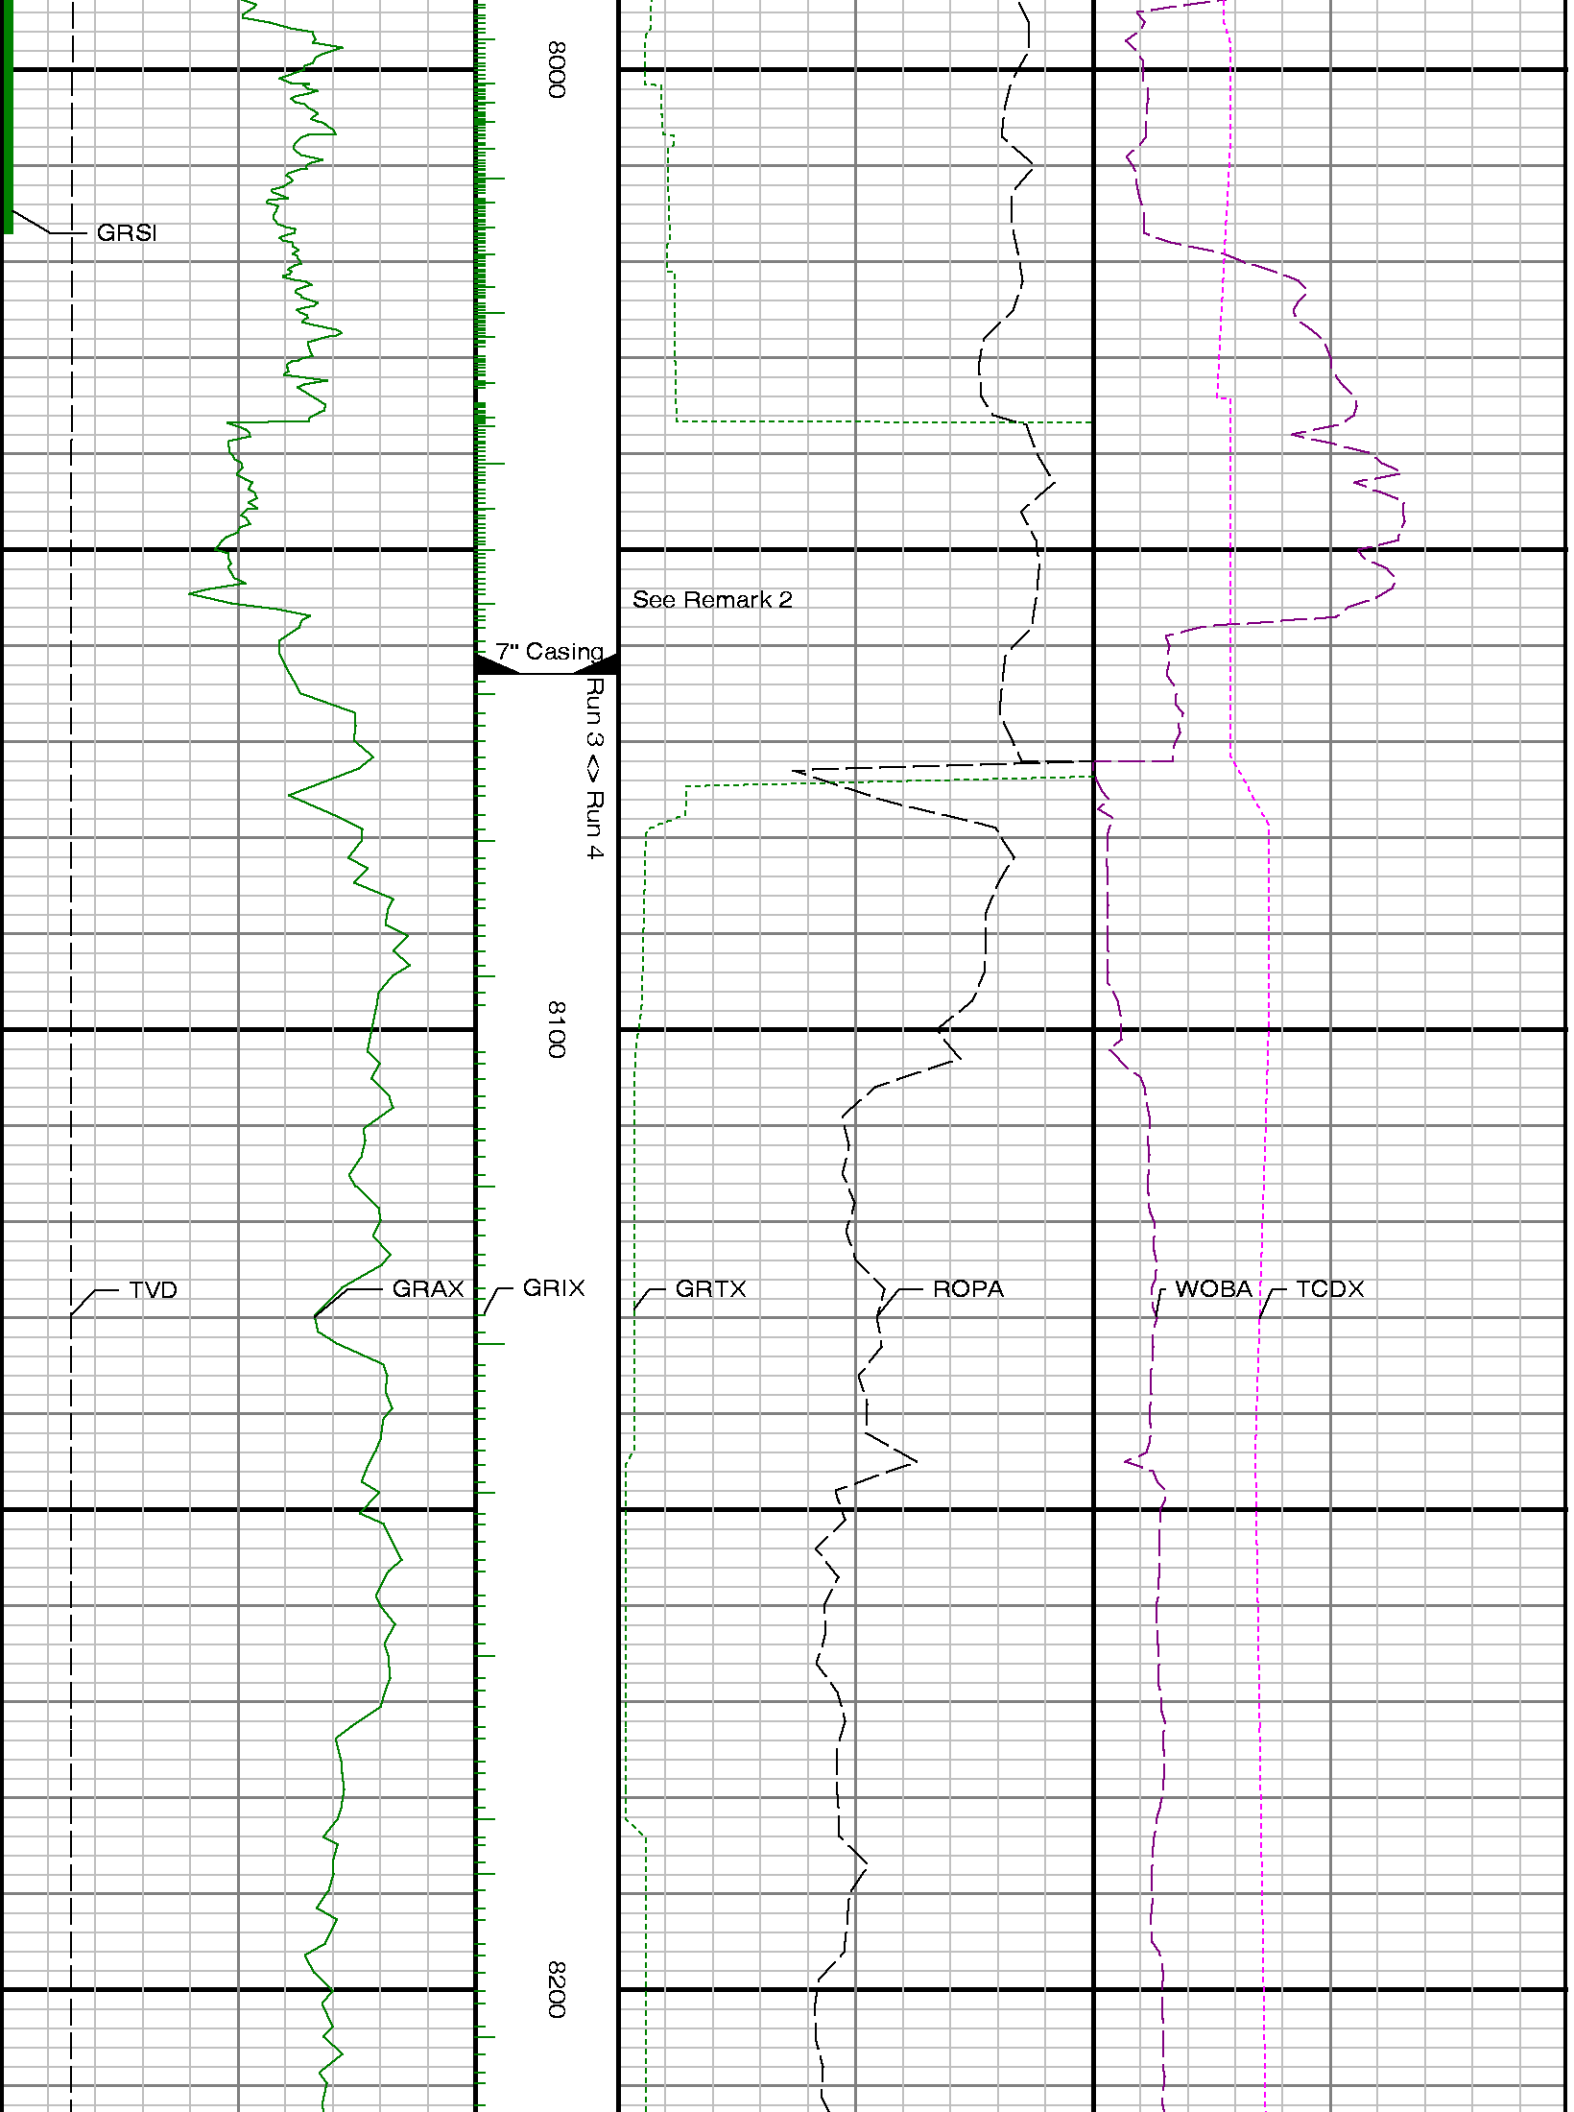 8000
GRSI
See Remark 2
7" Casing
Run 3 <> Run 4
8100
TVD
GRAX
GRIX
GRTX
ROPA
WOBA
TCDX
8200